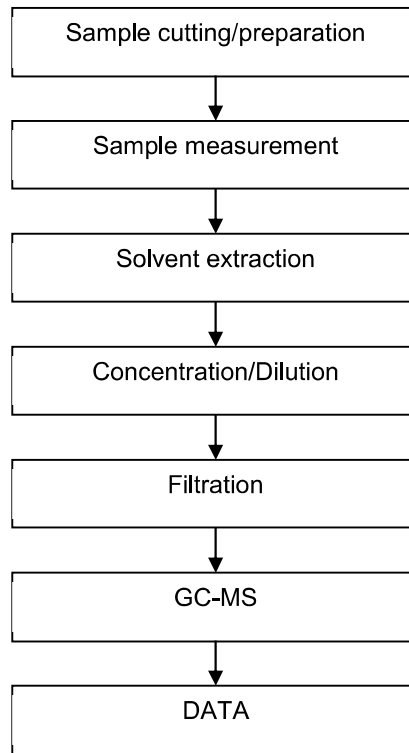 Sample cutting/preparation
Sample measurement
Solvent extraction
Concentration/Dilution
Filtration
GC-MS
DATA